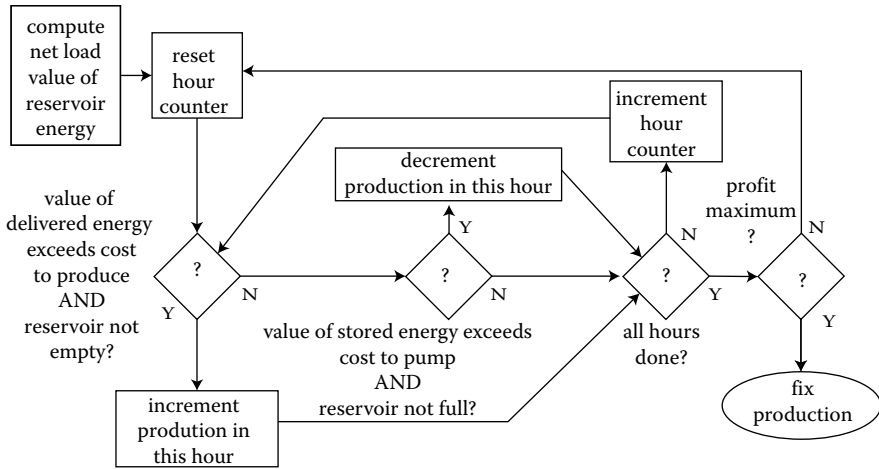 compute
net load
value of
reservoir
energy
reset
hour
counter
increment
hour
counter
decrement
production in this hour
profit
maximum
?
value of
delivered energy
exceeds cost
to produce
AND
reservoir not
empty?
?
Y
N
?
Y
N
value of stored energy exceeds
cost to pump
AND
reservoir not full?
?
N
Y
all hours
done?
?
N
Y
increment
prodution in
this hour
fix
production